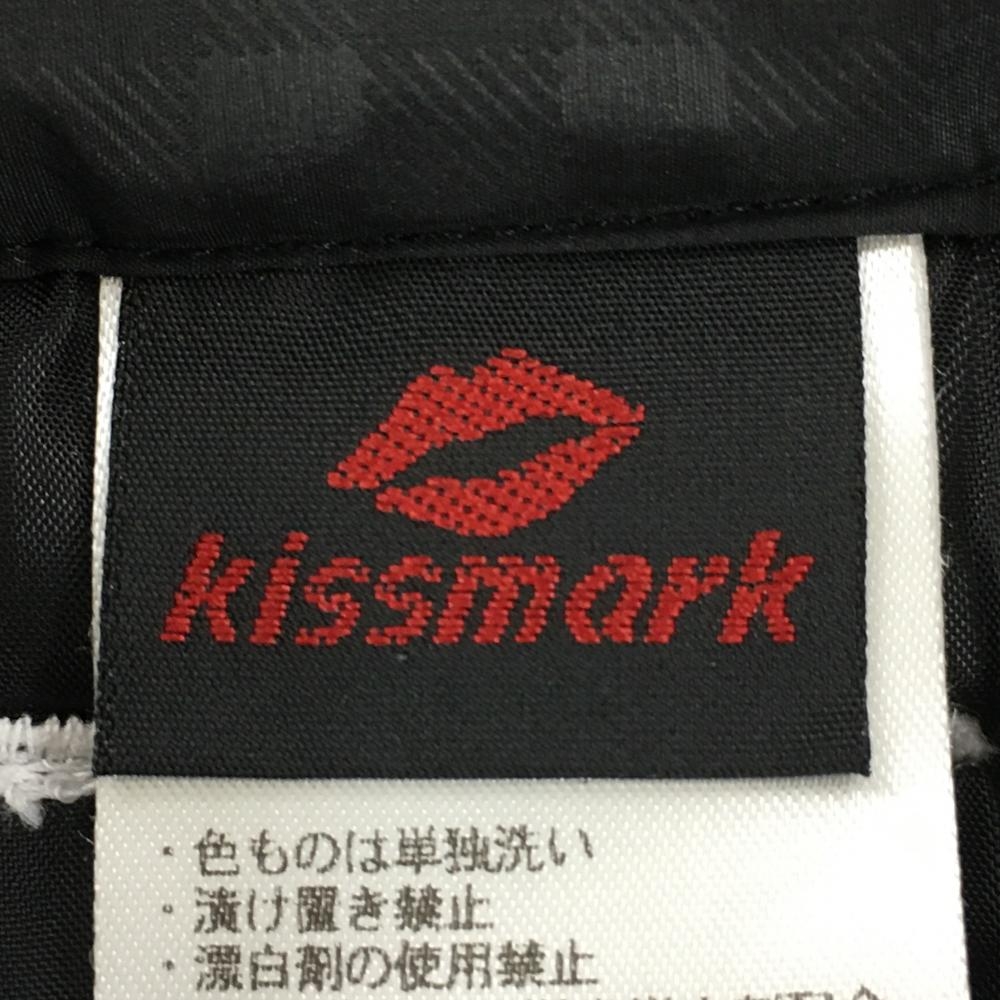 kissmark
・色ものは単独洗い
・漬け置き禁止
・漂白剤の使用禁止